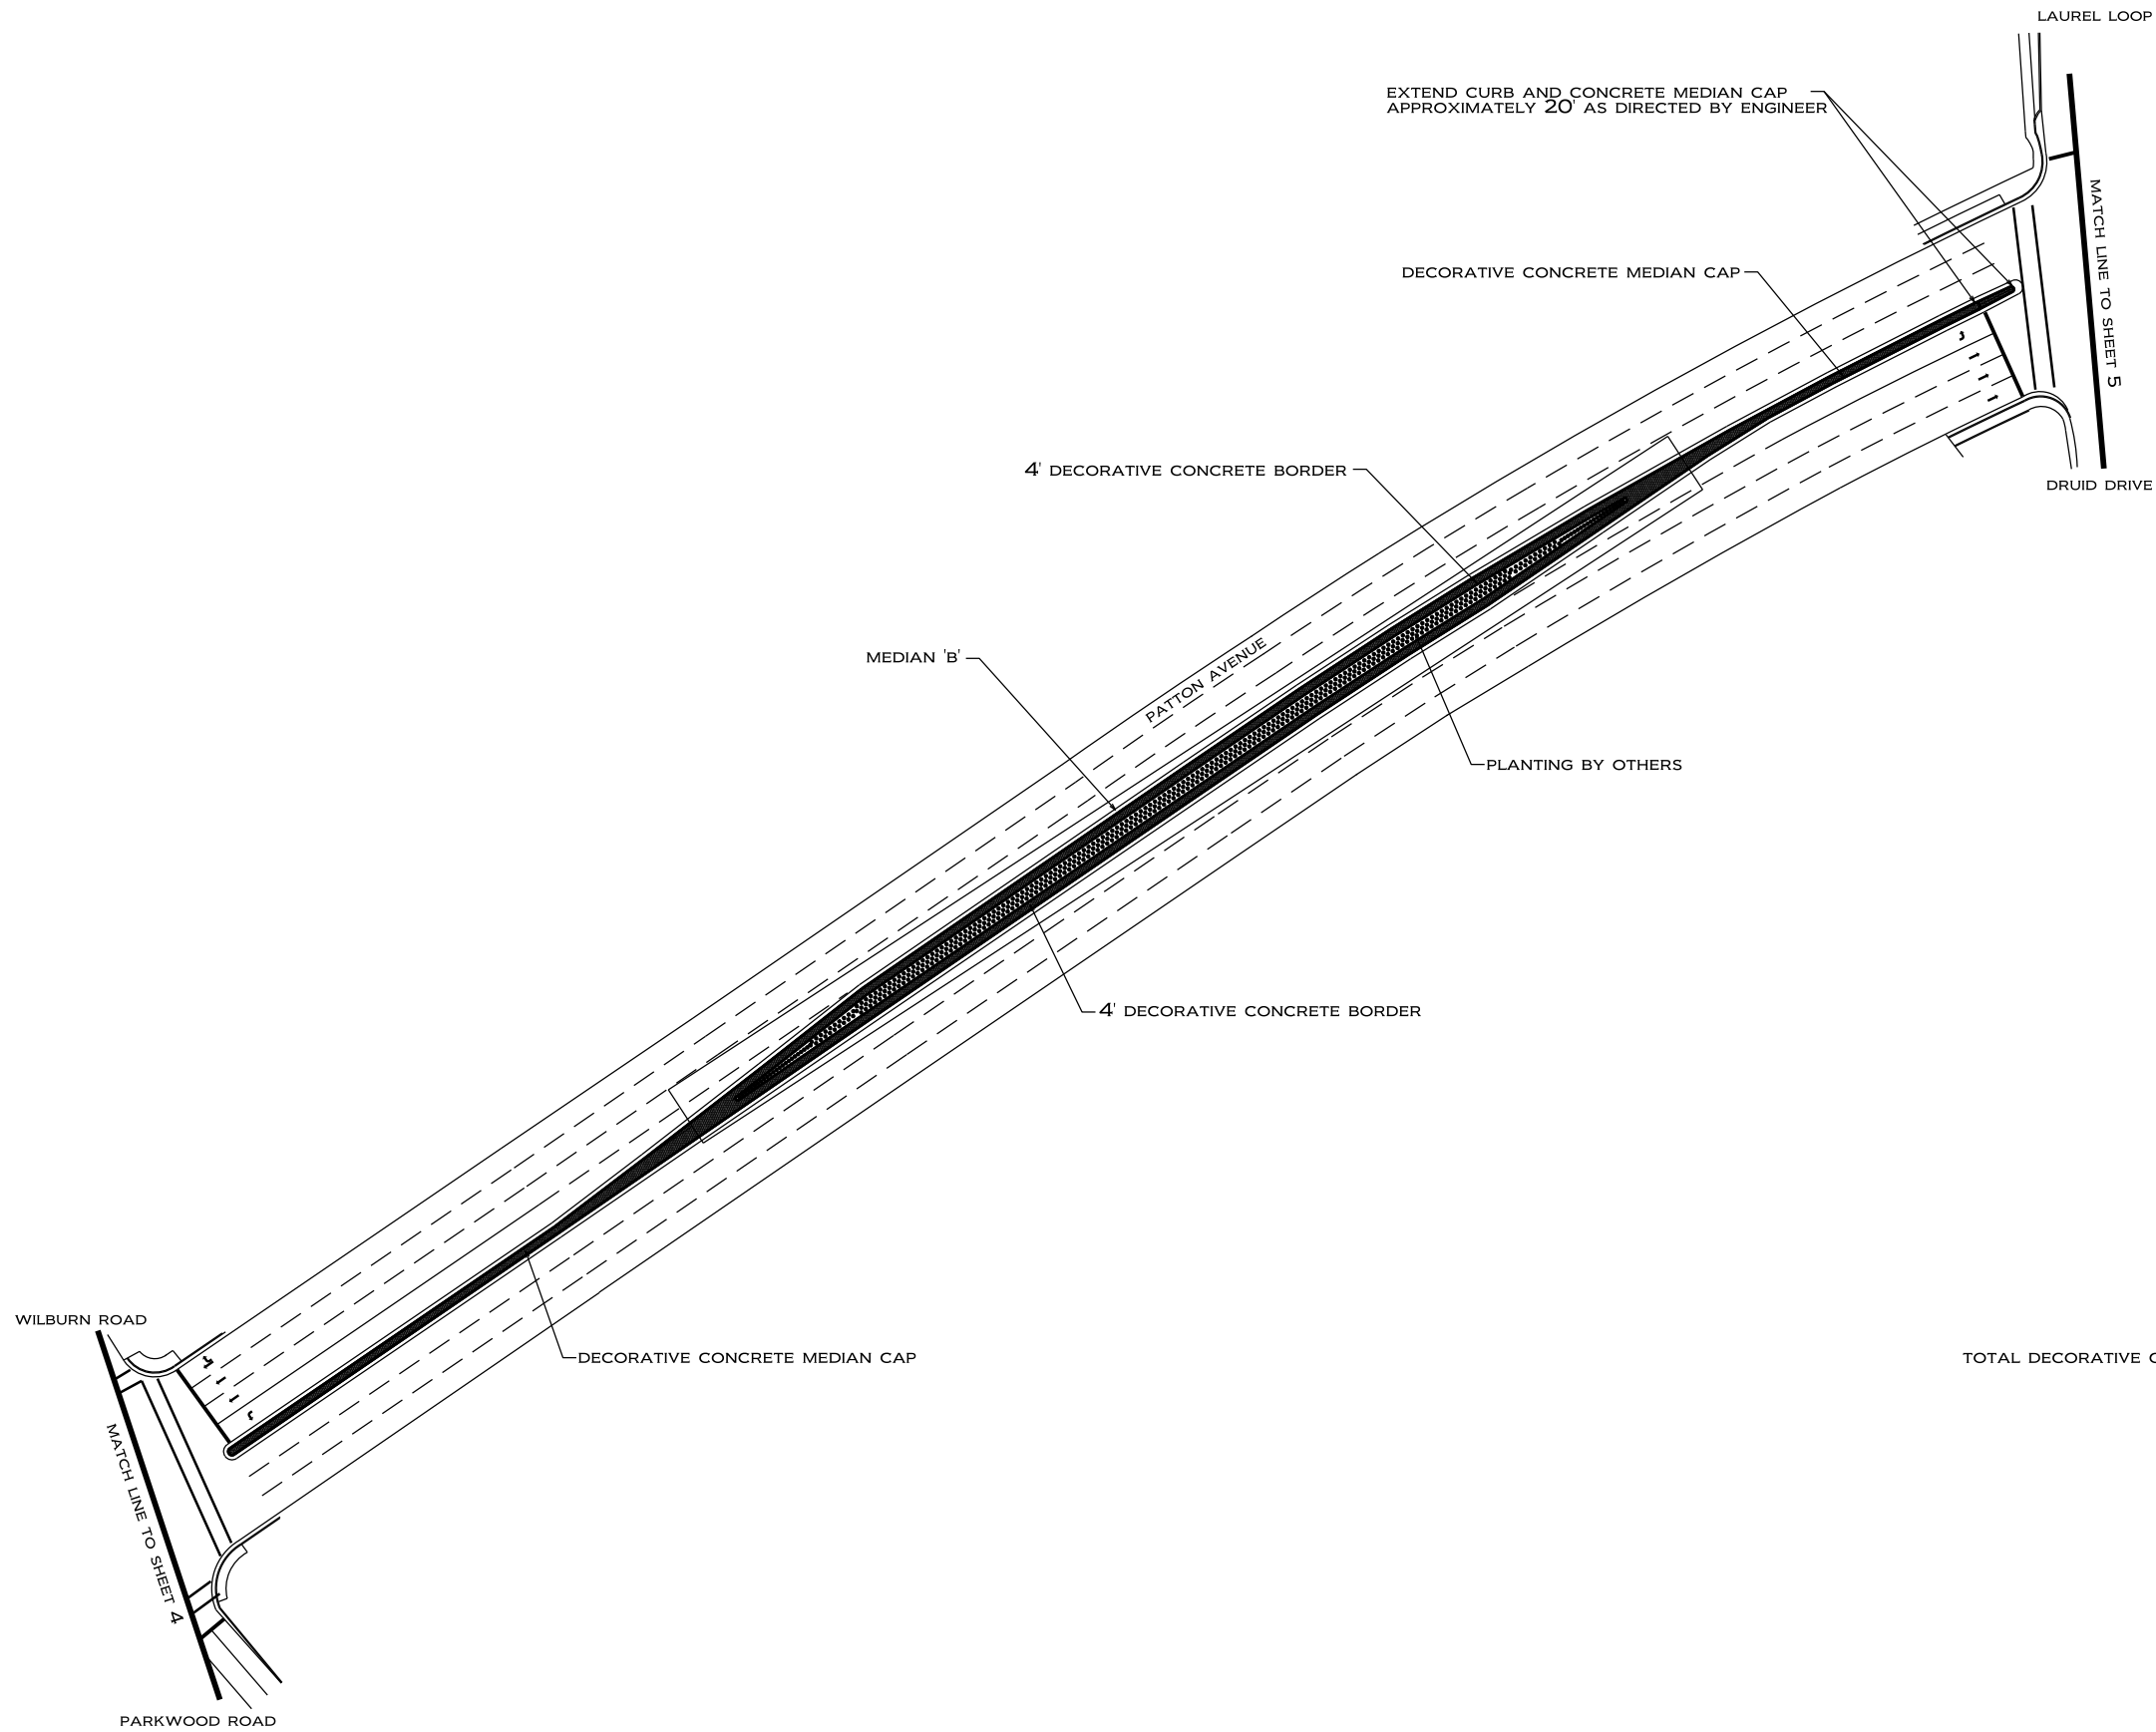 LAUREL LOOP
EXTEND CURB AND CONCRETE MEDIAN CAP
APPROXIMATELY 20' AS DIRECTED BY ENGINEER
MATCH LINE TO SHEET 5
DECORATIVE CONCRETE MEDIAN CAP
4' DECORATIVE CONCRETE BORDER
DRUID DRIVE
MEDIAN 'B'
PATTON AVENUE
PLANTING BY OTHERS
4' DECORATIVE CONCRETE BORDER
WILBURN ROAD
DECORATIVE CONCRETE MEDIAN CAP
TOTAL DECORATIVE
MATCH LINE TO SHEET 4
PARKWOOD ROAD